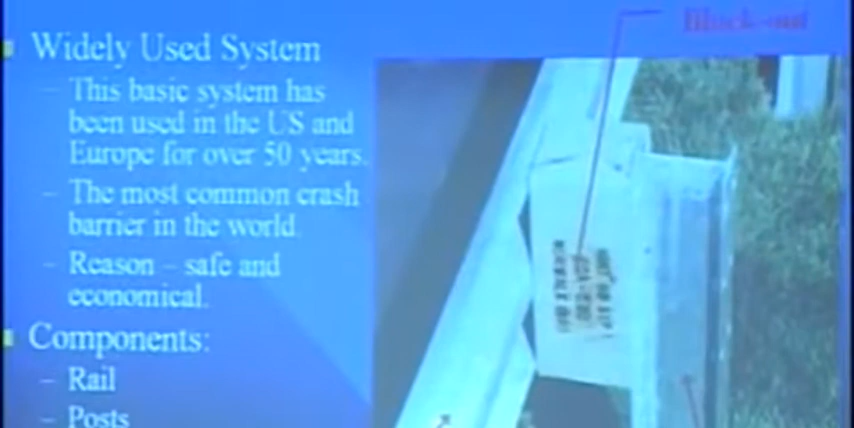 Block-out
Widely Used System
– This basic system has
been used in the US and
Europe for over 50 years.
– The most common crash
barrier in the world.
– Reason – safe and
economical.
Components:
– Rail
– Posts